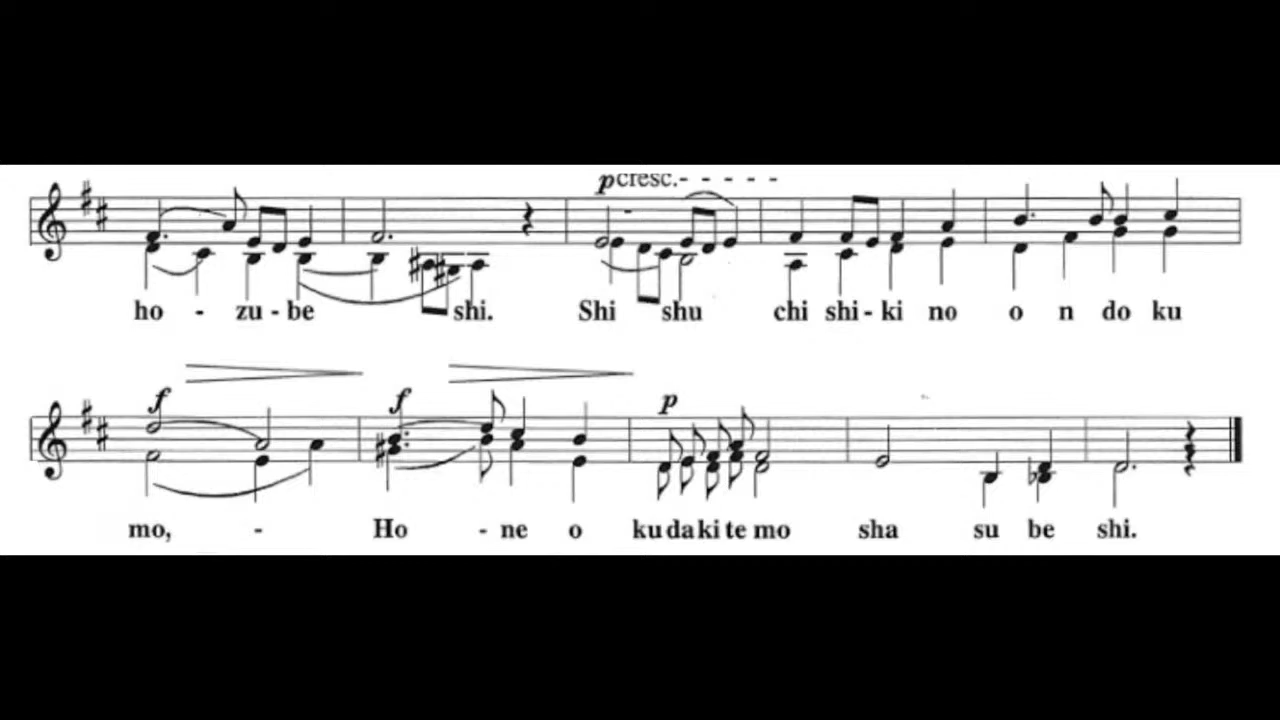 p cresc.- - - - -
ho - zu - be shi. Shi shu chi shi - ki no o n do ku
f f p
mo, - Ho - ne o ku da ki te mo sha su be shi.